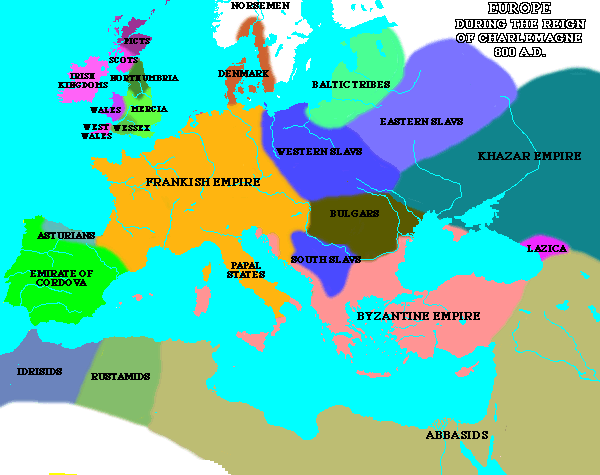 NORSEMEN
EUROPE
DURING THE REIGN
OF CHARLEMAGNE
800 A.D.
PICTS
SCOTS
IRISH
KINGDOMS
NORTHUMBRIA
DENMARK
BALTIC TRIBES
WALES
MERCIA
WEST
WALES
WESSEX
EASTERN SLAVS
WESTERN SLAVS
KHAZAR EMPIRE
FRANKISH EMPIRE
BULGARS
ASTURIANS
LAZICA
SOUTH SLAVS
EMIRATE OF
CORDOVA
PAPAL
STATES
BYZANTINE EMPIRE
IDRISIDS
RUSTAMIDS
ABBASIDS